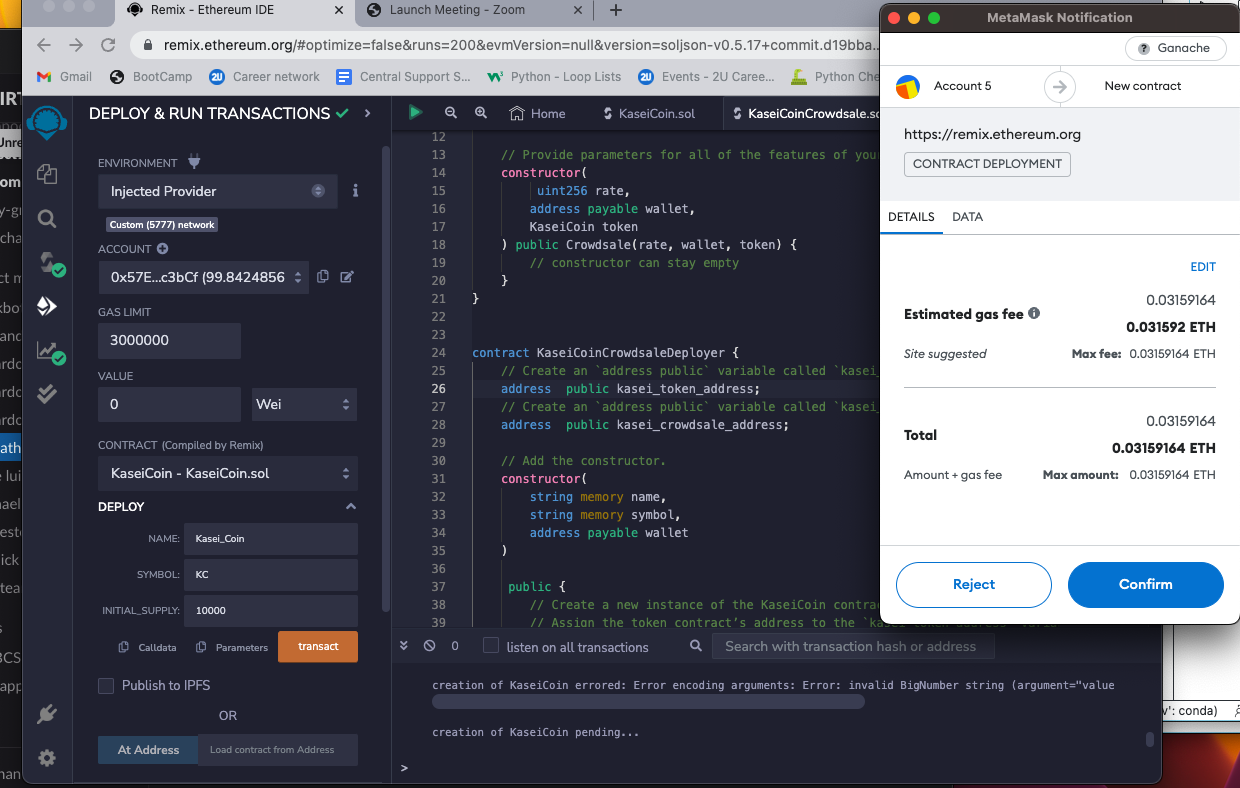 Remix - Ethereum IDE
Launch Meeting - Zoom
remix.ethereum.org/#optimize=false&runs=200&evmVersion=null&version=soljson-v0.5.17+commit.d19bba...
Gmail
BootCamp
Career network
Central Support S...
Python - Loop Lists
Events - 2U Caree...
Python Che
DEPLOY & RUN TRANSACTIONS
ENVIRONMENT
Injected Provider
Custom (5777) network
ACCOUNT
0x57E...c3bCf (99.8424856
GAS LIMIT
3000000
VALUE
0
Wei
CONTRACT (Compiled by Remix)
KaseiCoin - KaseiCoin.sol
DEPLOY
NAME:
Kasei_Coin
SYMBOL:
KC
INITIAL_SUPPLY:
10000
Calldata
Parameters
transact
Publish to IPFS
OR
At Address
Load contract from Address
Home
KaseiCoin.sol
KaseiCoinCrowdsale.so
12
13 // Provide parameters for all of the features of your
14 constructor(
15 uint256 rate,
16 address payable wallet,
17 KaseiCoin token
18 ) public Crowdsale(rate, wallet, token) {
19 // constructor can stay empty
20 }
21 }
22
23
24 contract KaseiCoinCrowdsaleDeployer {
25 // Create an `address public` variable called `kasei_
26 address public kasei_token_address;
27 // Create an `address public` variable called `kasei_
28 address public kasei_crowdsale_address;
29
30 // Add the constructor.
31 constructor(
32 string memory name,
33 string memory symbol,
34 address payable wallet
35 )
36
37 public {
38 // Create a new instance of the KaseiCoin contrac
39 // Assign the token contract's address to the `kasei_token_address` varia
0
listen on all transactions
Search with transaction hash or address
creation of KaseiCoin errored: Error encoding arguments: Error: invalid BigNumber string (argument="value
creation of KaseiCoin pending...
>
MetaMask Notification
Ganache
Account 5
New contract
https://remix.ethereum.org
CONTRACT DEPLOYMENT
DETAILS
DATA
EDIT
0.03159164
Estimated gas fee
0.031592 ETH
Site suggested
Max fee: 0.03159164 ETH
0.03159164
Total
0.03159164 ETH
Amount + gas fee
Max amount: 0.03159164 ETH
Reject
Confirm
v': conda)